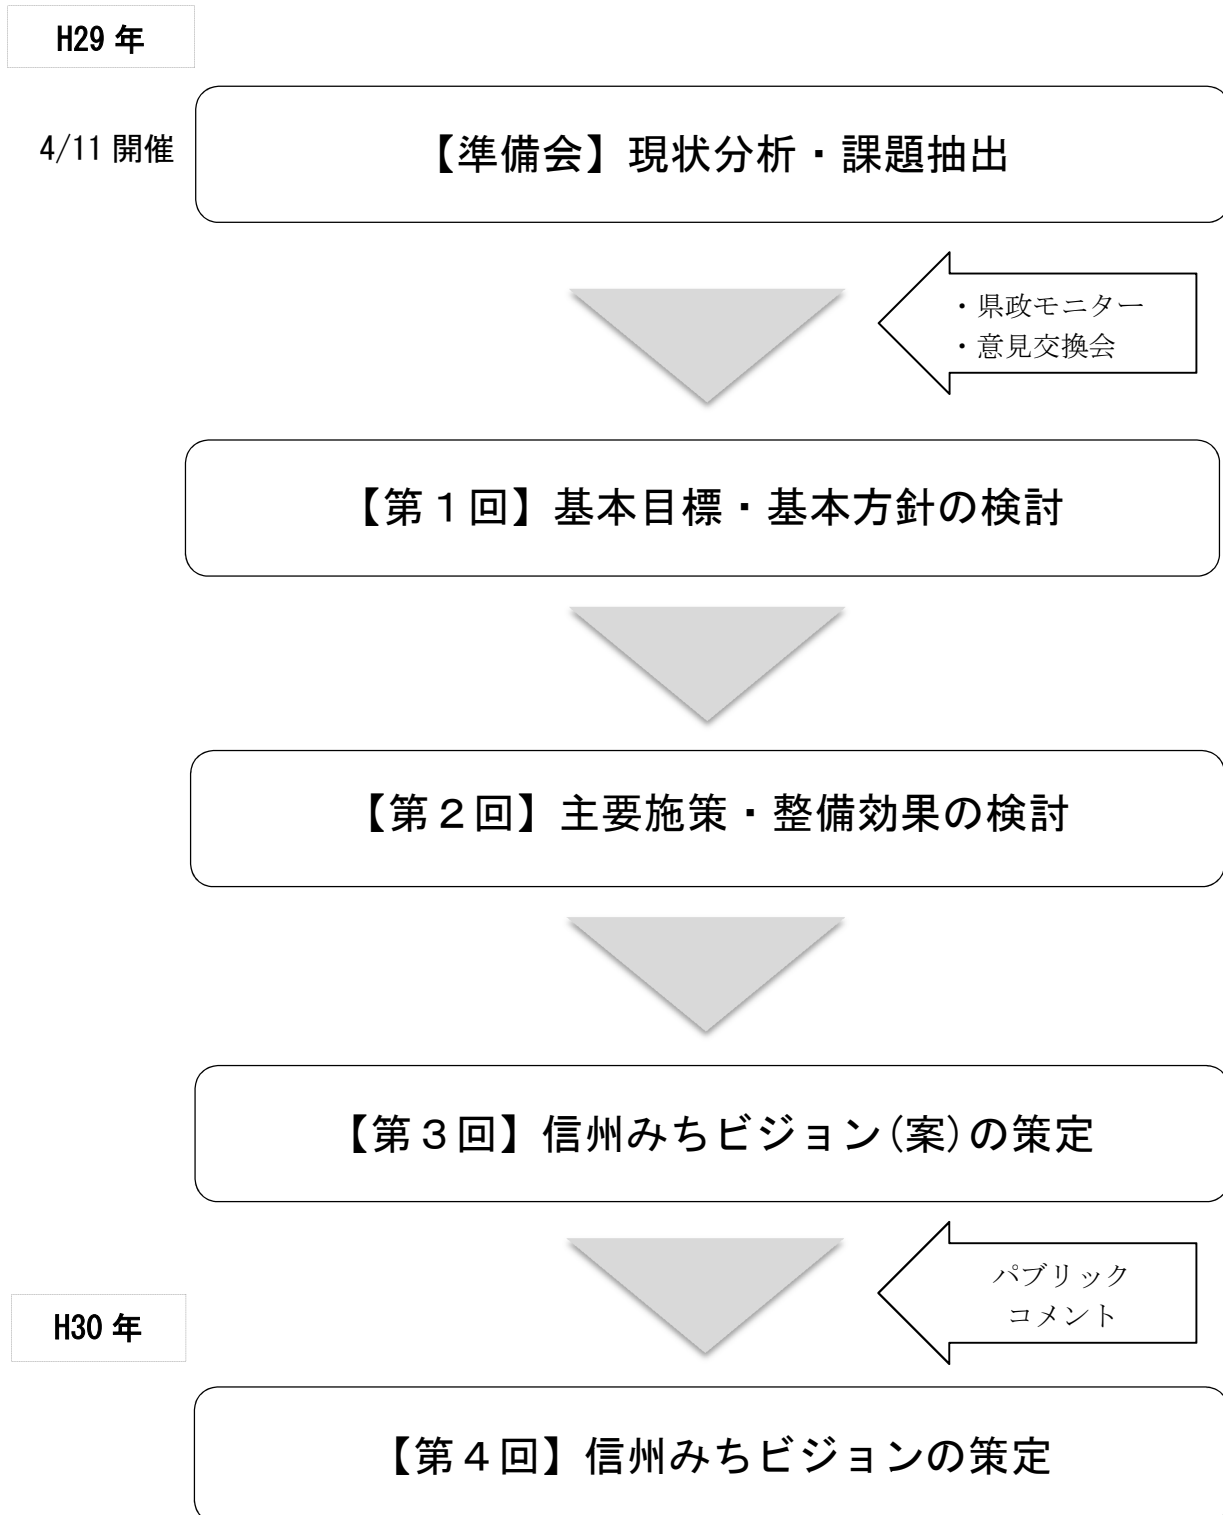 H29 年
4/11 開催
【準備会】現状分析・課題抽出
・県政モニター
・意見交換会
【第１回】基本目標・基本方針の検討
【第２回】主要施策・整備効果の検討
【第３回】信州みちビジョン(案)の策定
パブリック
コメント
H30 年
【第４回】信州みちビジョンの策定